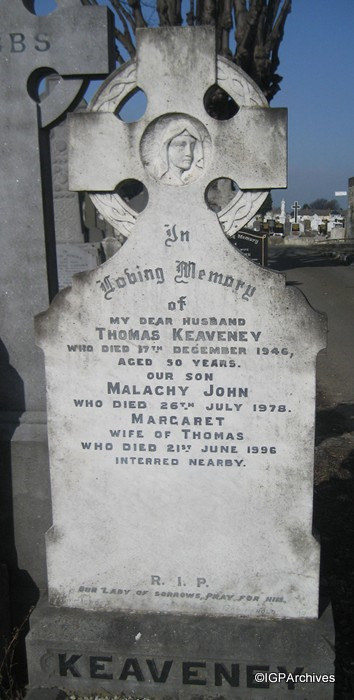 BBS
In
Loving Memory
of
MY DEAR HUSBAND
THOMAS KEAVENEY
WHO DIED 17TH DECEMBER 1946,
AGED 50 YEARS.
OUR SON
MALACHY JOHN
WHO DIED 26TH JULY 1978.
MARGARET
WIFE OF THOMAS
WHO DIED 21ST JUNE 1996
INTERRED NEARBY.
R. I. P.
OUR LADY OF SORROWS, PRAY FOR HIM.
KEAVENEY
©IGPArchives